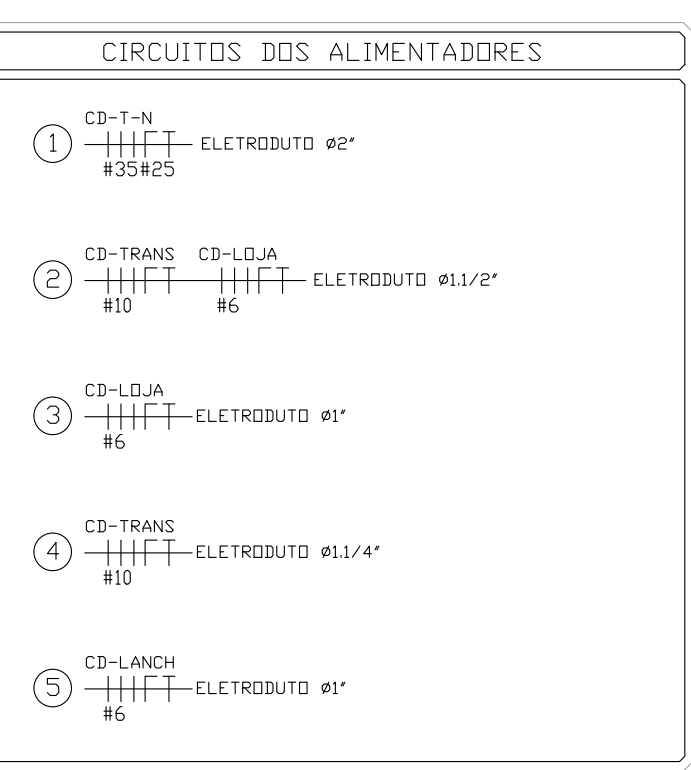 CIRCUITOS DOS ALIMENTADORES
CD-T-N
1 ELETRODUTO Ø2"
#35#25
CD-TRANS CD-LOJA
2 ELETRODUTO Ø1.1/2"
#10 #6
CD-LOJA
3 ELETRODUTO Ø1"
#6
CD-TRANS
4 ELETRODUTO Ø1.1/4"
#10
CD-LANCH
5 ELETRODUTO Ø1"
#6